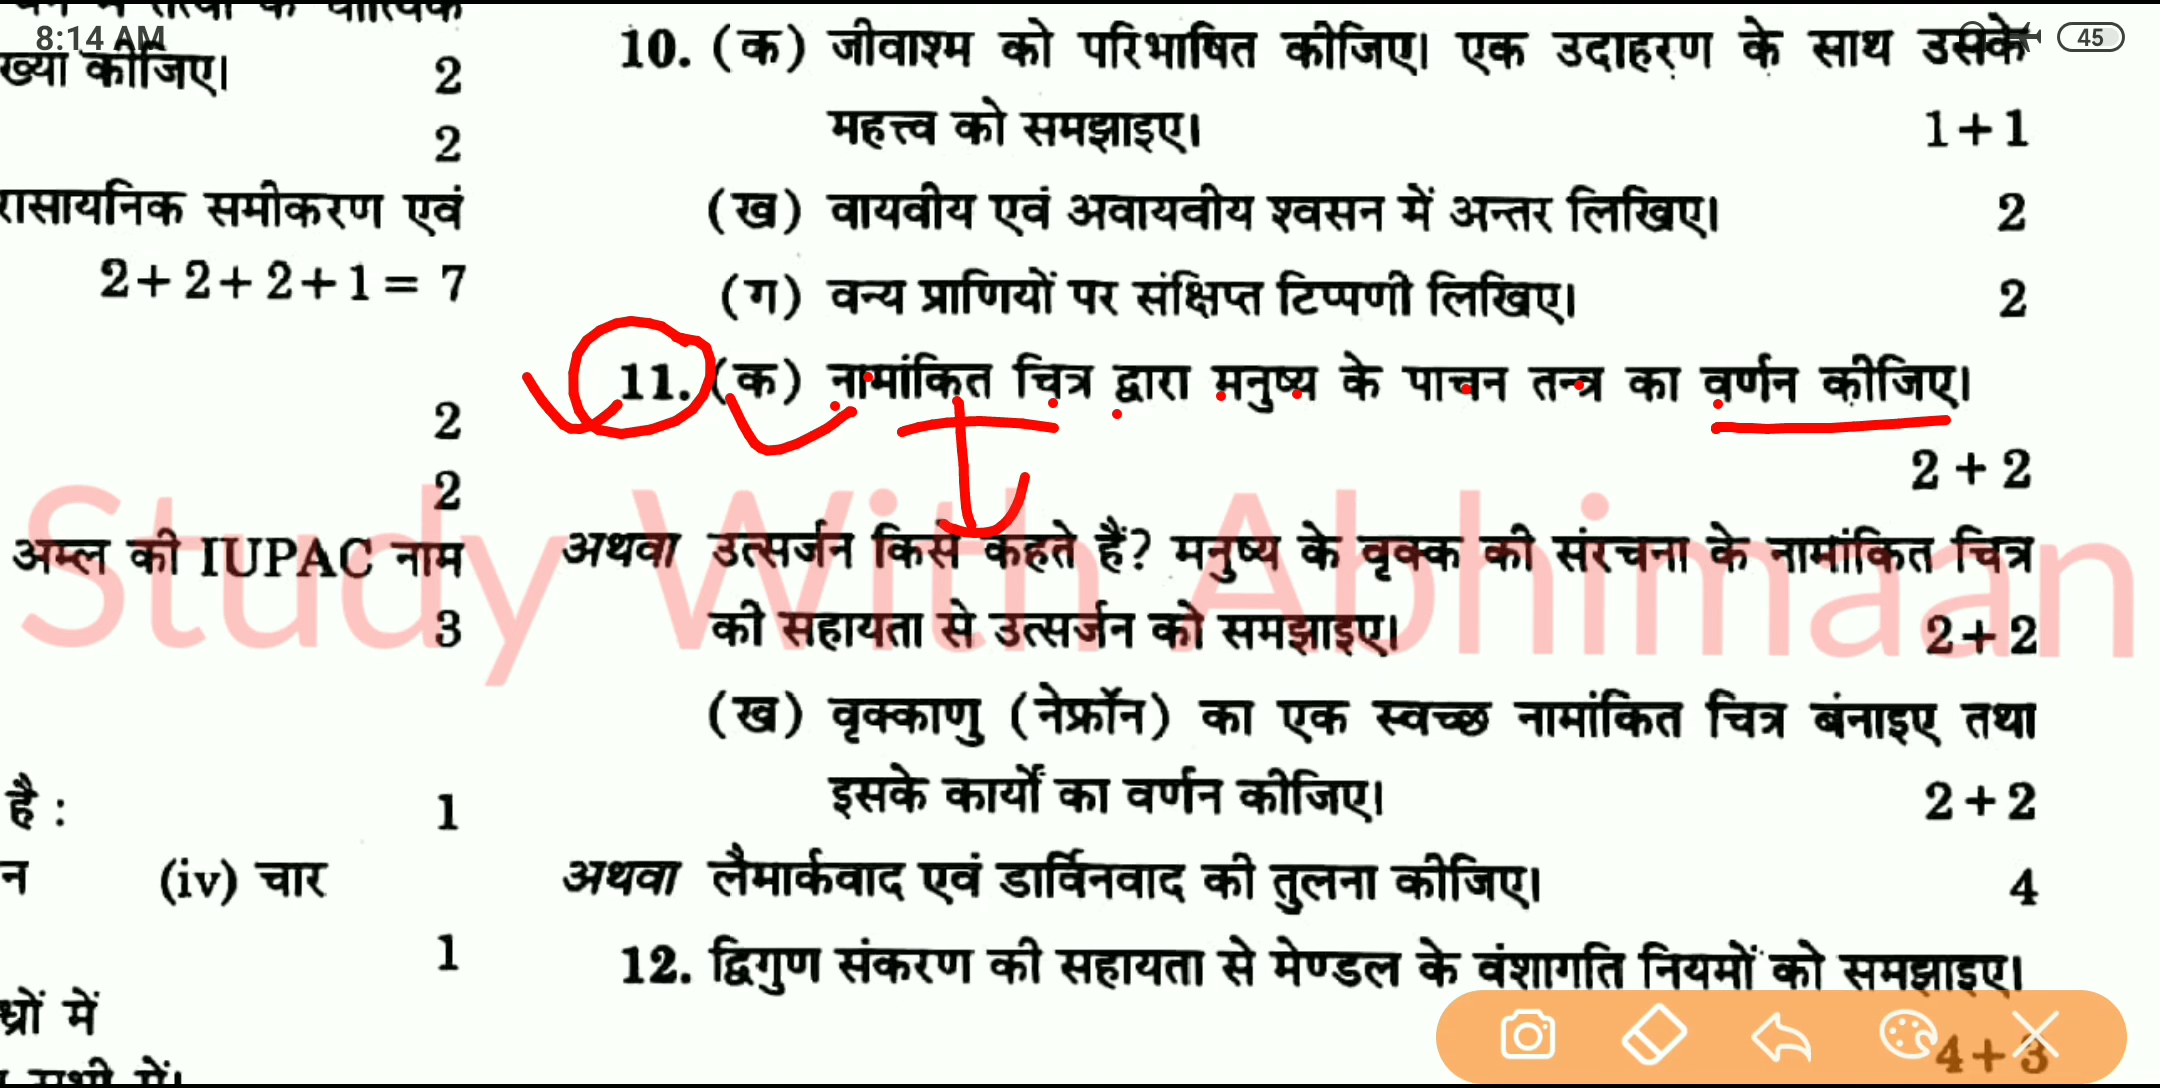 8:14 AM
45
ख्या कीजिए। 2
2
रासायनिक समीकरण एवं
2+2+2+1= 7
2
2
अम्ल की IUPAC नाम
3
है : 1
न (iv) चार
1
ध्रों में
10. (क) जीवाश्म को परिभाषित कीजिए। एक उदाहरण के साथ उसके
महत्त्व को समझाइए। 1+1
(ख) वायवीय एवं अवायवीय श्वसन में अन्तर लिखिए। 2
(ग) वन्य प्राणियों पर संक्षिप्त टिप्पणी लिखिए। 2
11. (क) नामांकित चित्र द्वारा मनुष्य के पाचन तन्त्र का वर्णन कीजिए।
2 + 2
अथवा उत्सर्जन किसे कहते हैं? मनुष्य के वृक्क की संरचना के नामांकित चित्र
की सहायता से उत्सर्जन को समझाइए। 2+2
(ख) वृक्काणु (नेफ्रॉन) का एक स्वच्छ नामांकित चित्र बंनाइए तथा
इसके कार्यों का वर्णन कीजिए। 2+2
अथवा लैमार्कवाद एवं डार्विनवाद की तुलना कीजिए। 4
12. द्विगुण संकरण की सहायता से मेण्डल के वंशागति नियमों को समझाइए।
4+3
Study With Abhimaan